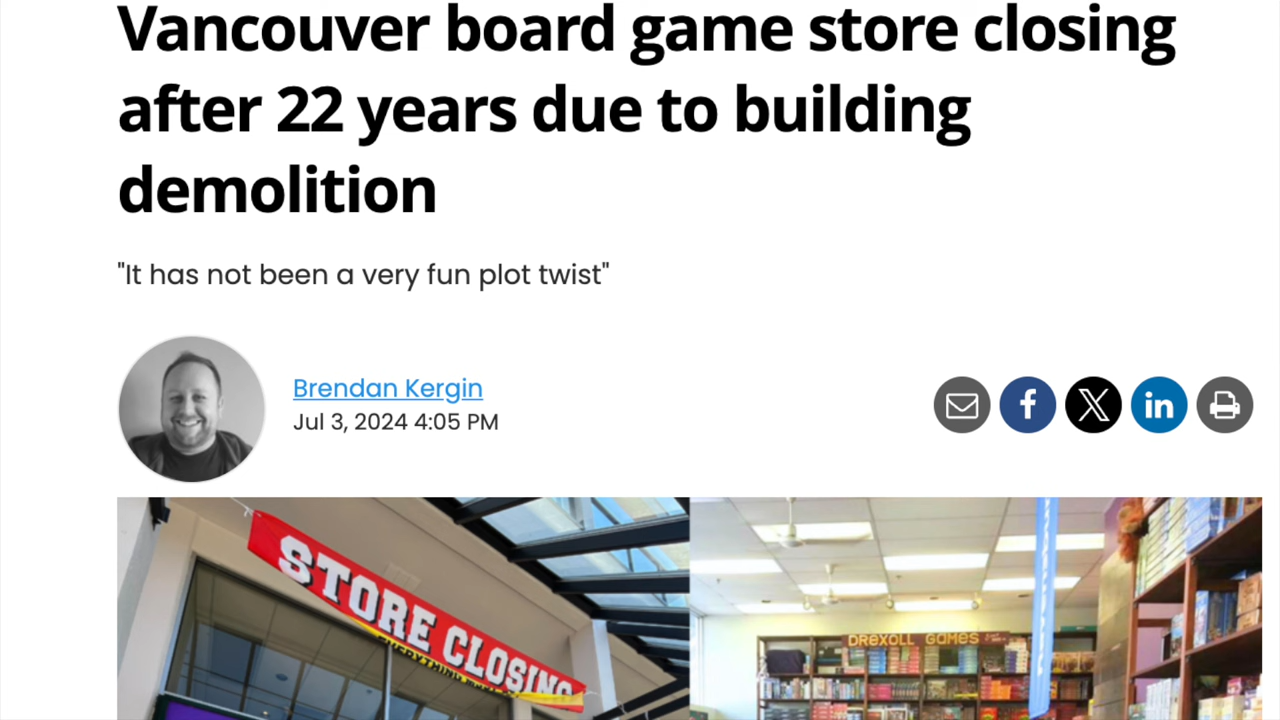 Vancouver board game store closing
after 22 years due to building
demolition
"It has not been a very fun plot twist"
Brendan Kergin
Jul 3, 2024 4:05 PM
STORE CLOSING
EVERYTHING
DREXOLL GAMES